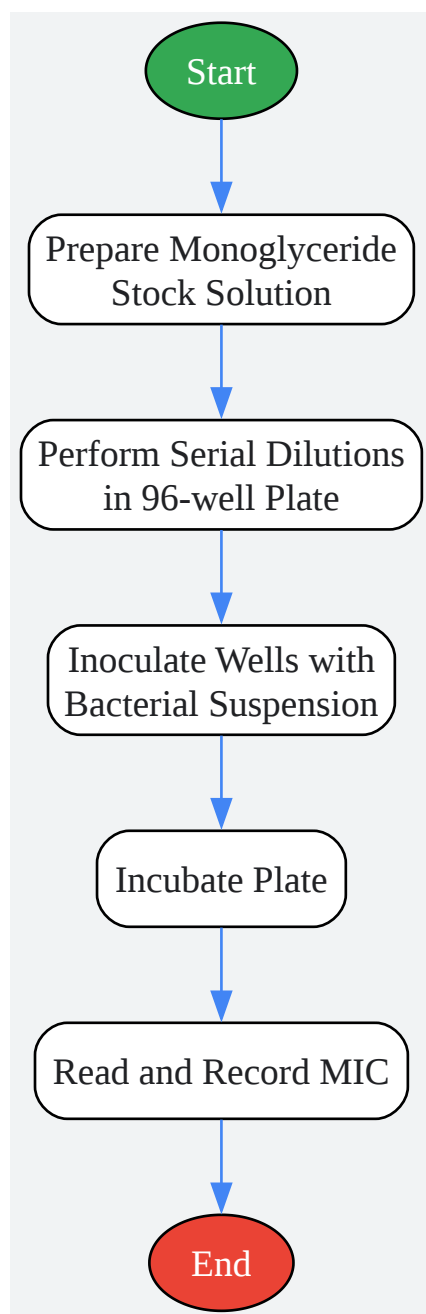 Start
Prepare Monoglyceride
Stock Solution
Perform Serial Dilutions
in 96-well Plate
Inoculate Wells with
Bacterial Suspension
Incubate Plate
Read and Record MIC
End